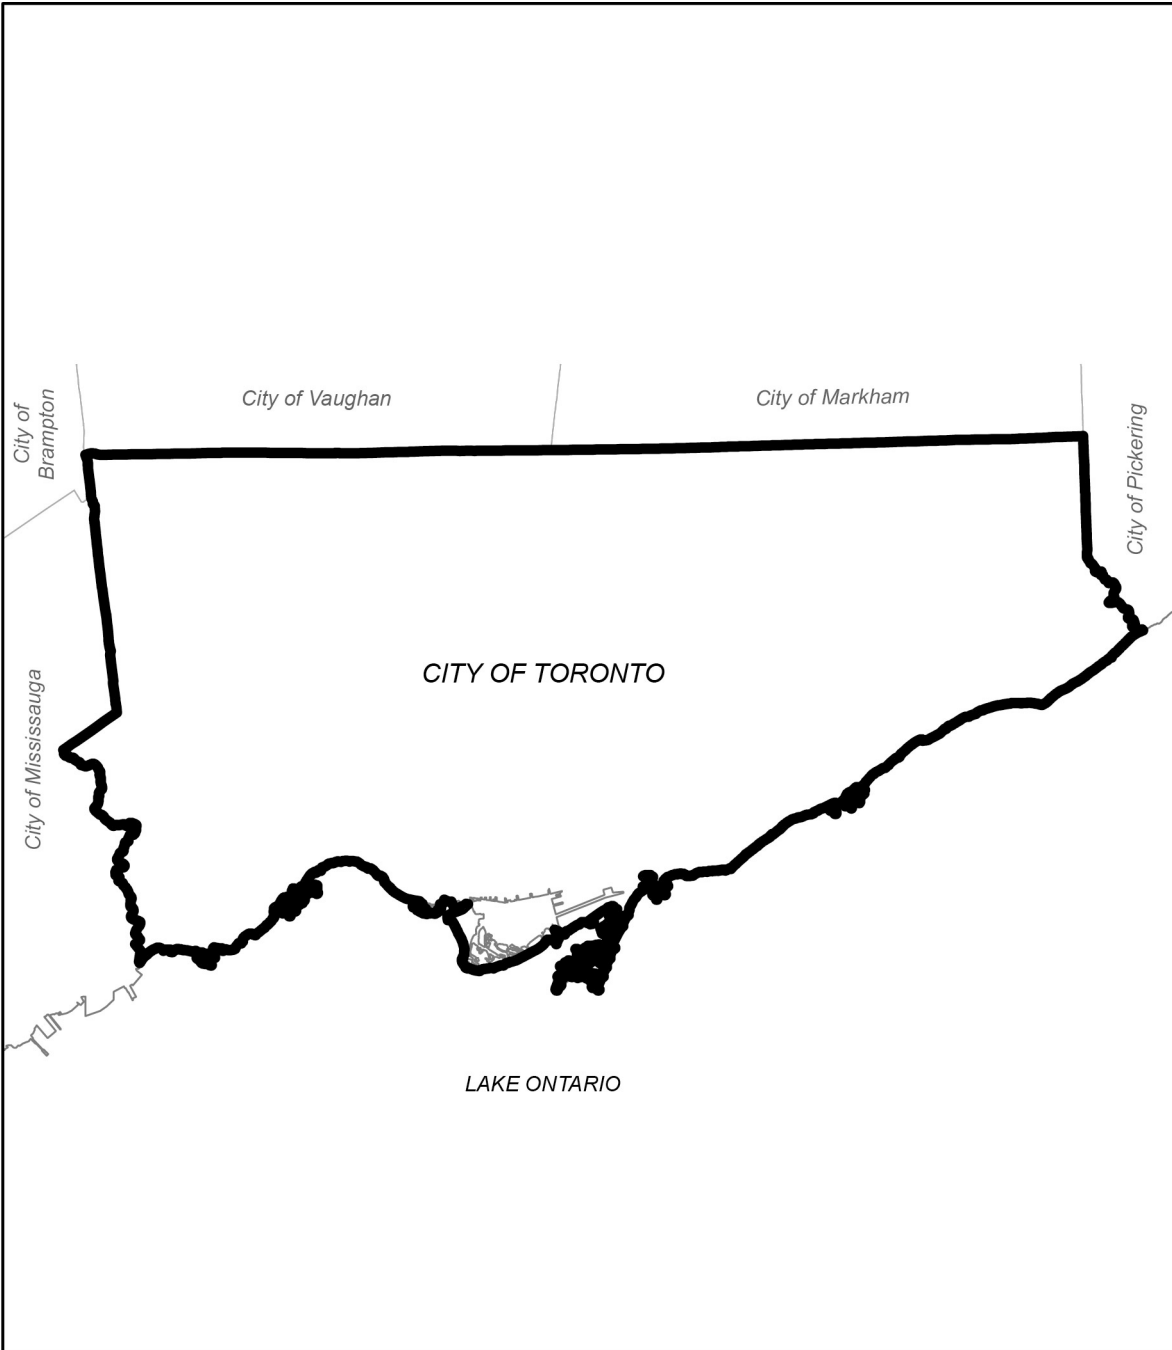 City of
Brampton
City of Vaughan
City of Markham
City of Pickering
CITY OF TORONTO
City of Mississauga
LAKE ONTARIO